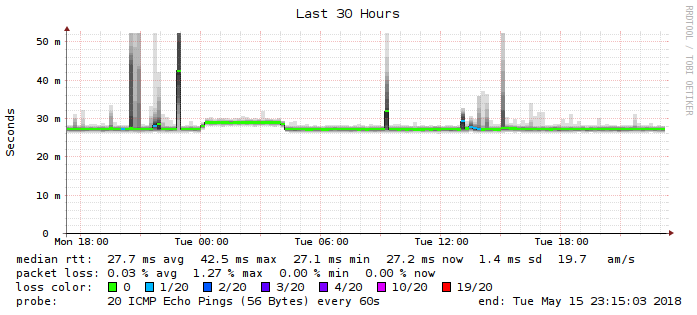 Last 30 Hours
RRDTOOL / TOBI OETIKER
Seconds
50 m
40 m
30 m
20 m
10 m
0
Mon 18:00 Tue 00:00 Tue 06:00 Tue 12:00 Tue 18:00
median rtt: 27.7 ms avg 42.5 ms max 27.1 ms min 27.2 ms now 1.4 ms sd 19.7 am/s
packet loss: 0.03 % avg 1.27 % max 0.00 % min 0.00 % now
loss color: 0 1/20 2/20 3/20 4/20 10/20 19/20
probe: 20 ICMP Echo Pings (56 Bytes) every 60s end: Tue May 15 23:15:03 2018